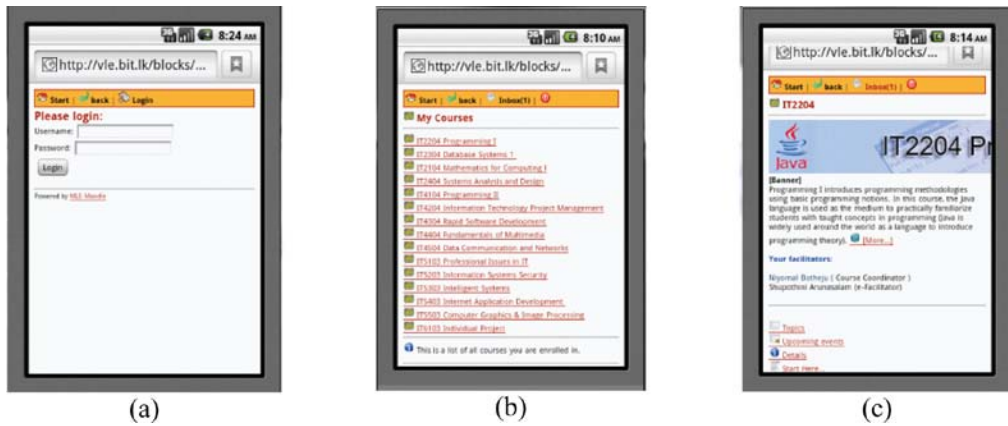 8:24 AM
http://vle.bit.lk/blocks/...
Start | back | Login
Please login:
Username:
Password:
Login
Powered by MLE Moodle
(a)
8:10 AM
http://vle.bit.lk/blocks/...
Start | back | Inbox(1) |
My Courses
IT2204 Programming I
IT2304 Database Systems 1
IT2104 Mathematics for Computing I
IT2404 Systems Analysis and Design
IT4104 Programming II
IT4204 Information Technology Project Management
IT4304 Rapid Software Development
IT4404 Fundamentals of Multimedia
IT4504 Data Communication and Networks
IT5102 Professional Issues in IT
IT5203 Information Systems Security
IT5303 Intelligent Systems
IT5403 Internet Application Development
IT5503 Computer Graphics & Image Processing
IT6103 Individual Project
This is a list of all courses you are enrolled in.
(b)
8:14 AM
http://vle.bit.lk/blocks/...
Start | back | Inbox(1) |
IT2204
Java
IT2204 Pr
[Banner]
Programming I introduces programming methodologies
using basic programming notions. In this course, the Java
language is used as the medium to practically familiarize
students with taught concepts in programming (Java is
widely used around the world as a language to introduce
programming theory). [More...]
Your facilitators:
Niyomal Botheju ( Course Coordinator )
Shupothini Arunasalam (e-Facilitator)
Topics
Upcoming events
Details
Start Here...
(c)